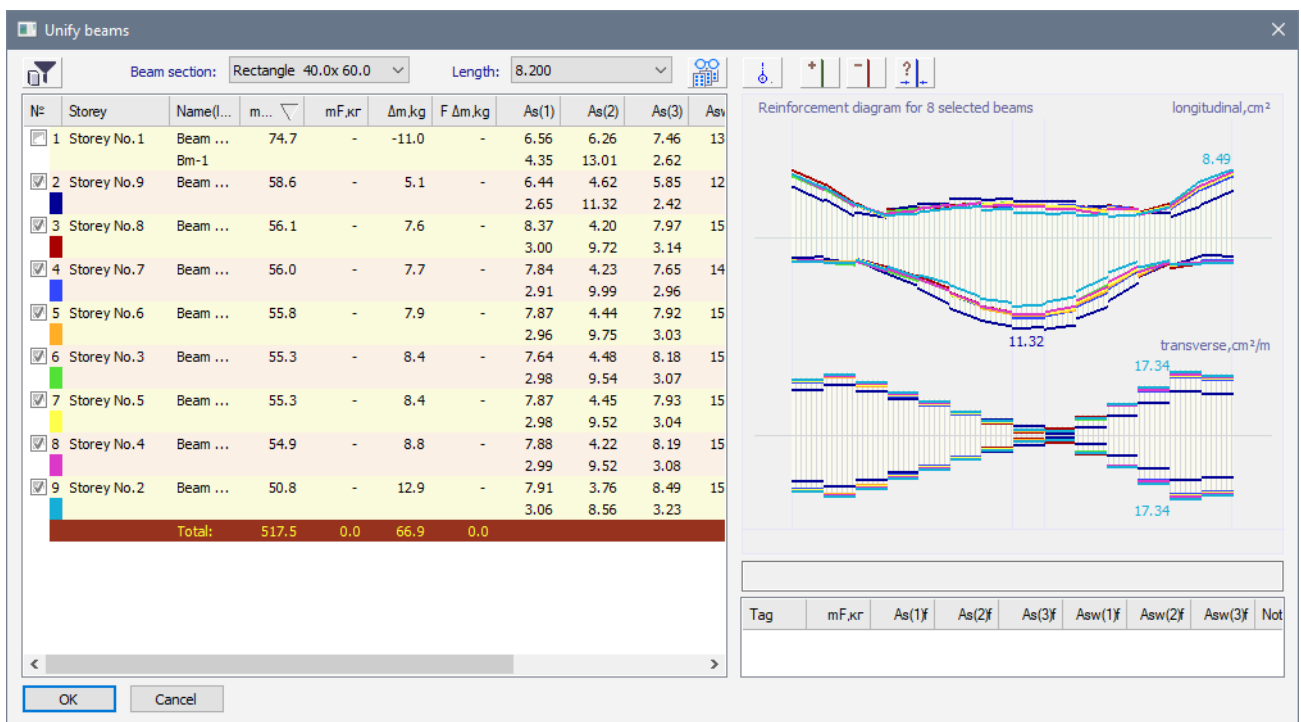 Unify beams
Beam section: Rectangle 40.0x 60.0 Length: 8.200
№ Storey Name(l... m... mF,кг Δm,kg F Δm,kg As(1) As(2) As(3) Asw
1 Storey No.1 Beam ... 74.7 - -11.0 - 6.56 6.26 7.46 13
Bm-1 4.35 13.01 2.62
2 Storey No.9 Beam ... 58.6 - 5.1 - 6.44 4.62 5.85 12
2.65 11.32 2.42
3 Storey No.8 Beam ... 56.1 - 7.6 - 8.37 4.20 7.97 15
3.00 9.72 3.14
4 Storey No.7 Beam ... 56.0 - 7.7 - 7.84 4.23 7.65 14
2.91 9.99 2.96
5 Storey No.6 Beam ... 55.8 - 7.9 - 7.87 4.44 7.92 15
2.96 9.75 3.03
6 Storey No.3 Beam ... 55.3 - 8.4 - 7.64 4.48 8.18 15
2.98 9.54 3.07
7 Storey No.5 Beam ... 55.3 - 8.4 - 7.87 4.45 7.93 15
2.98 9.52 3.04
8 Storey No.4 Beam ... 54.9 - 8.8 - 7.88 4.22 8.19 15
2.99 9.52 3.08
9 Storey No.2 Beam ... 50.8 - 12.9 - 7.91 3.76 8.49 15
3.06 8.56 3.23
Total: 517.5 0.0 66.9 0.0
Reinforcement diagram for 8 selected beams longitudinal,cm²
8.49
11.32
transverse,cm²/m
17.34
17.34
Tag mF,кг As(1)f As(2)f As(3)f Asw(1)f Asw(2)f Asw(3)f Not
OK Cancel